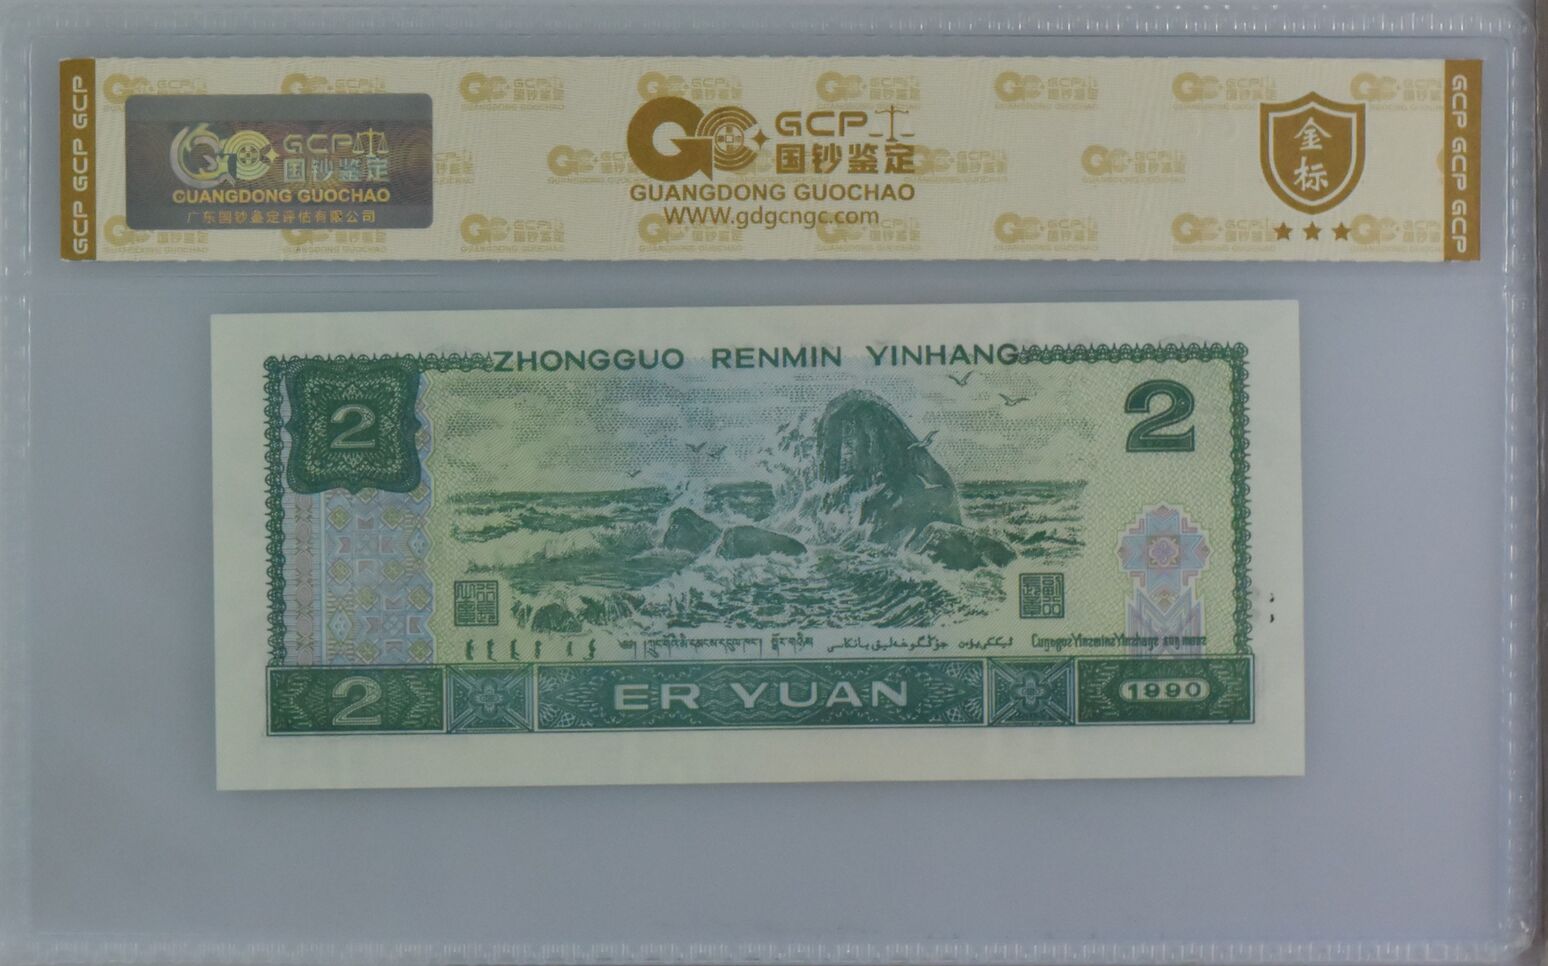 GCP GCP GCP
GCP
国钞鉴定
GUANGDONG GUOCHAO
广东国钞鉴定评估有限公司
GCP
国钞鉴定
GUANGDONG GUOCHAO
WWW.gdgcngc.com
金标
GCP GCP GCP
ZHONGGUO RENMIN YINHANG
2
2
2
ER YUAN
1990